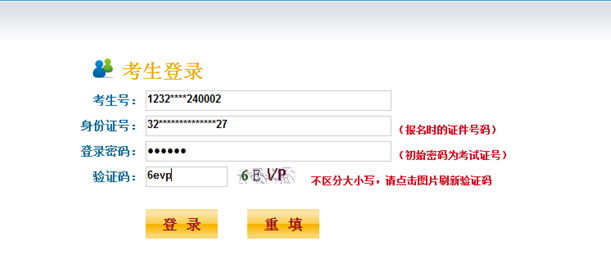 考生登录
考生号： 1232****240002
身份证号： 32**************27 （报名时的证件号码）
登录密码： ●●●●●● （初始密码为考试证号）
验证码： 6evp 6EVP 不区分大小写，请点击图片刷新验证码
登 录 重 填